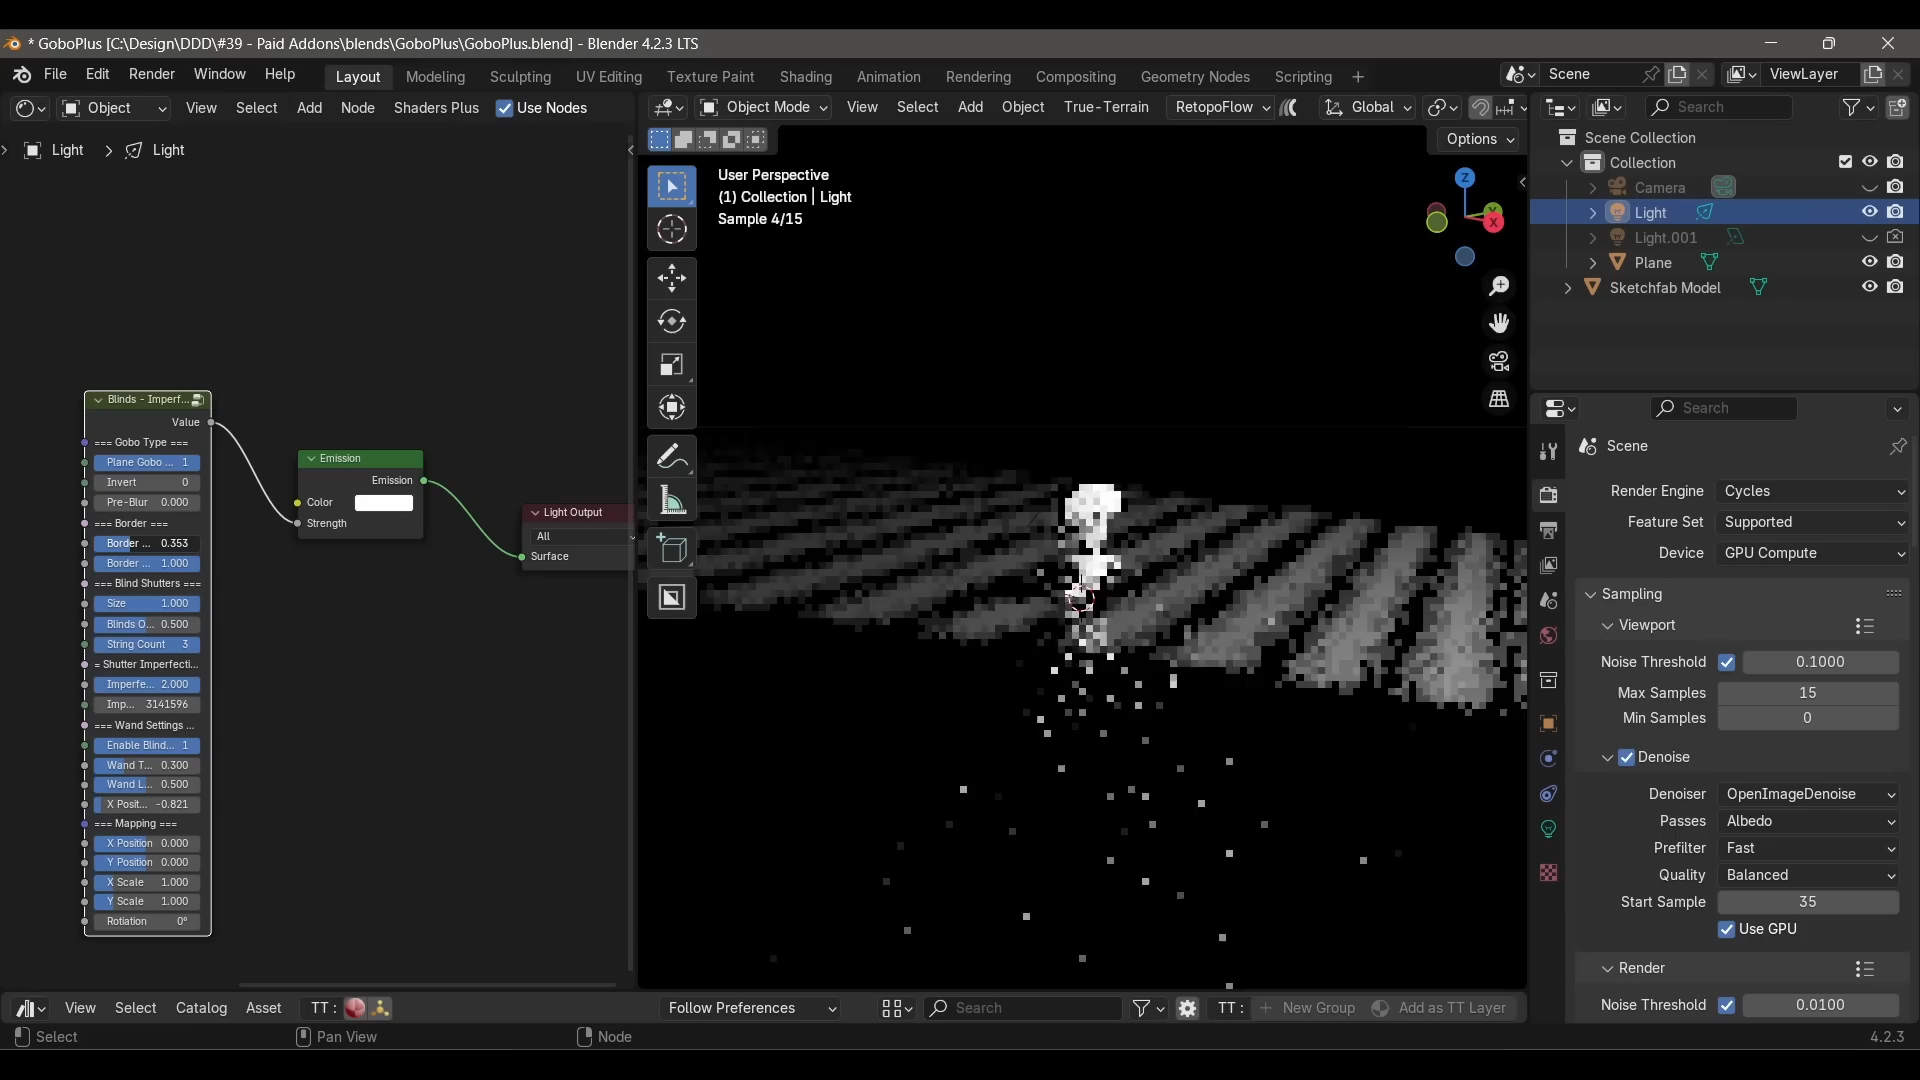 * GoboPlus [C:\Design\DDD\#39 - Paid Addons\blends\GoboPlus\GoboPlus.blend] - Blender 4.2.3 LTS
File Edit Render Window Help Layout Modeling Sculpting UV Editing Texture Paint Shading Animation Rendering Compositing Geometry Nodes Scripting + Scene ViewLayer
Object View Select Add Node Shaders Plus Use Nodes
Object Mode View Select Add Object True-Terrain RetopoFlow Global
Search
Options
Light > Light
User Perspective
(1) Collection | Light
Sample 4/15
Z
Y
X
Scene Collection
Collection
Camera
Light
Light.001
Plane
Sketchfab Model
Blinds - Imperf...
Value
=== Gobo Type ===
Plane Gobo ... 1
Invert 0
Pre-Blur 0.000
=== Border ===
Border ... 0.353
Border ... 1.000
=== Blind Shutters ===
Size 1.000
Blinds O... 0.500
String Count 3
= Shutter Imperfecti...
Imperfe... 2.000
Imp... 3141596
=== Wand Settings ...
Enable Blind... 1
Wand T... 0.300
Wand L... 0.500
X Posit... -0.821
=== Mapping ===
X Position 0.000
Y Position 0.000
X Scale 1.000
Y Scale 1.000
Rotiation 0°
Emission
Emission
Color
Strength
Light Output
All
Surface
Search
Scene
Render Engine Cycles
Feature Set Supported
Device GPU Compute
Sampling
Viewport
Noise Threshold 0.1000
Max Samples 15
Min Samples 0
Denoise
Denoiser OpenImageDenoise
Passes Albedo
Prefilter Fast
Quality Balanced
Start Sample 35
Use GPU
Render
Noise Threshold 0.0100
View Select Catalog Asset TT : Follow Preferences Search TT : + New Group Add as TT Layer
Select Pan View Node 4.2.3